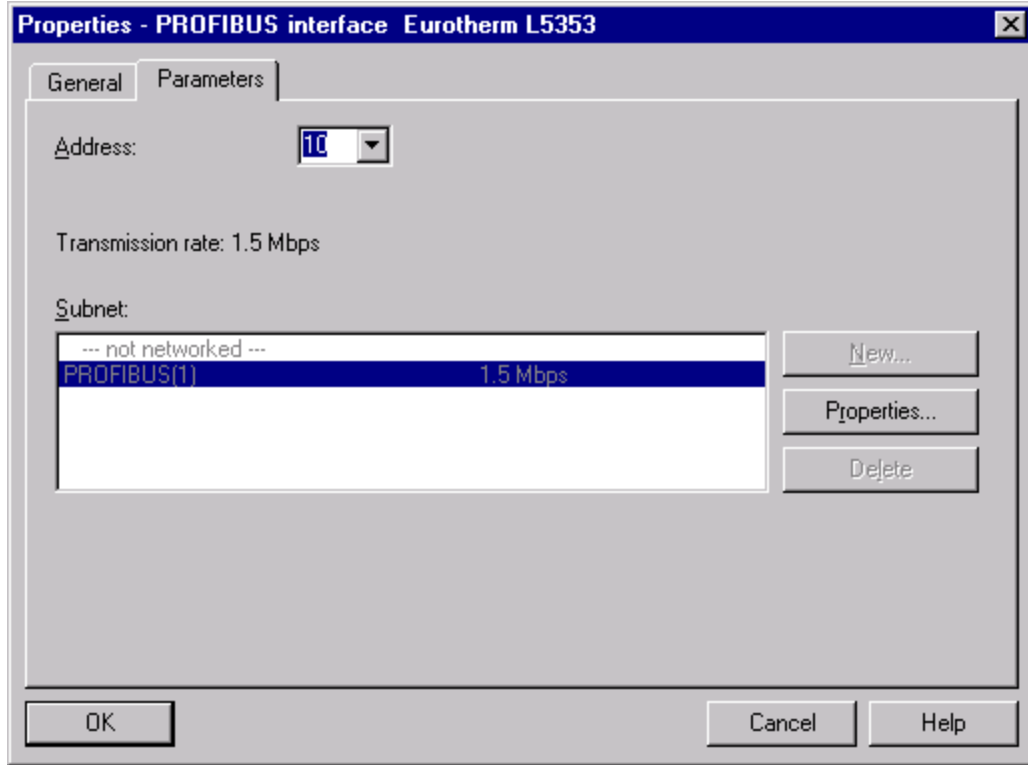 Properties - PROFIBUS interface  Eurotherm L5353
General Parameters
Address: 10
Transmission rate: 1.5 Mbps
Subnet:
--- not networked ---
PROFIBUS(1) 1.5 Mbps
New...
Properties...
Delete
OK Cancel Help